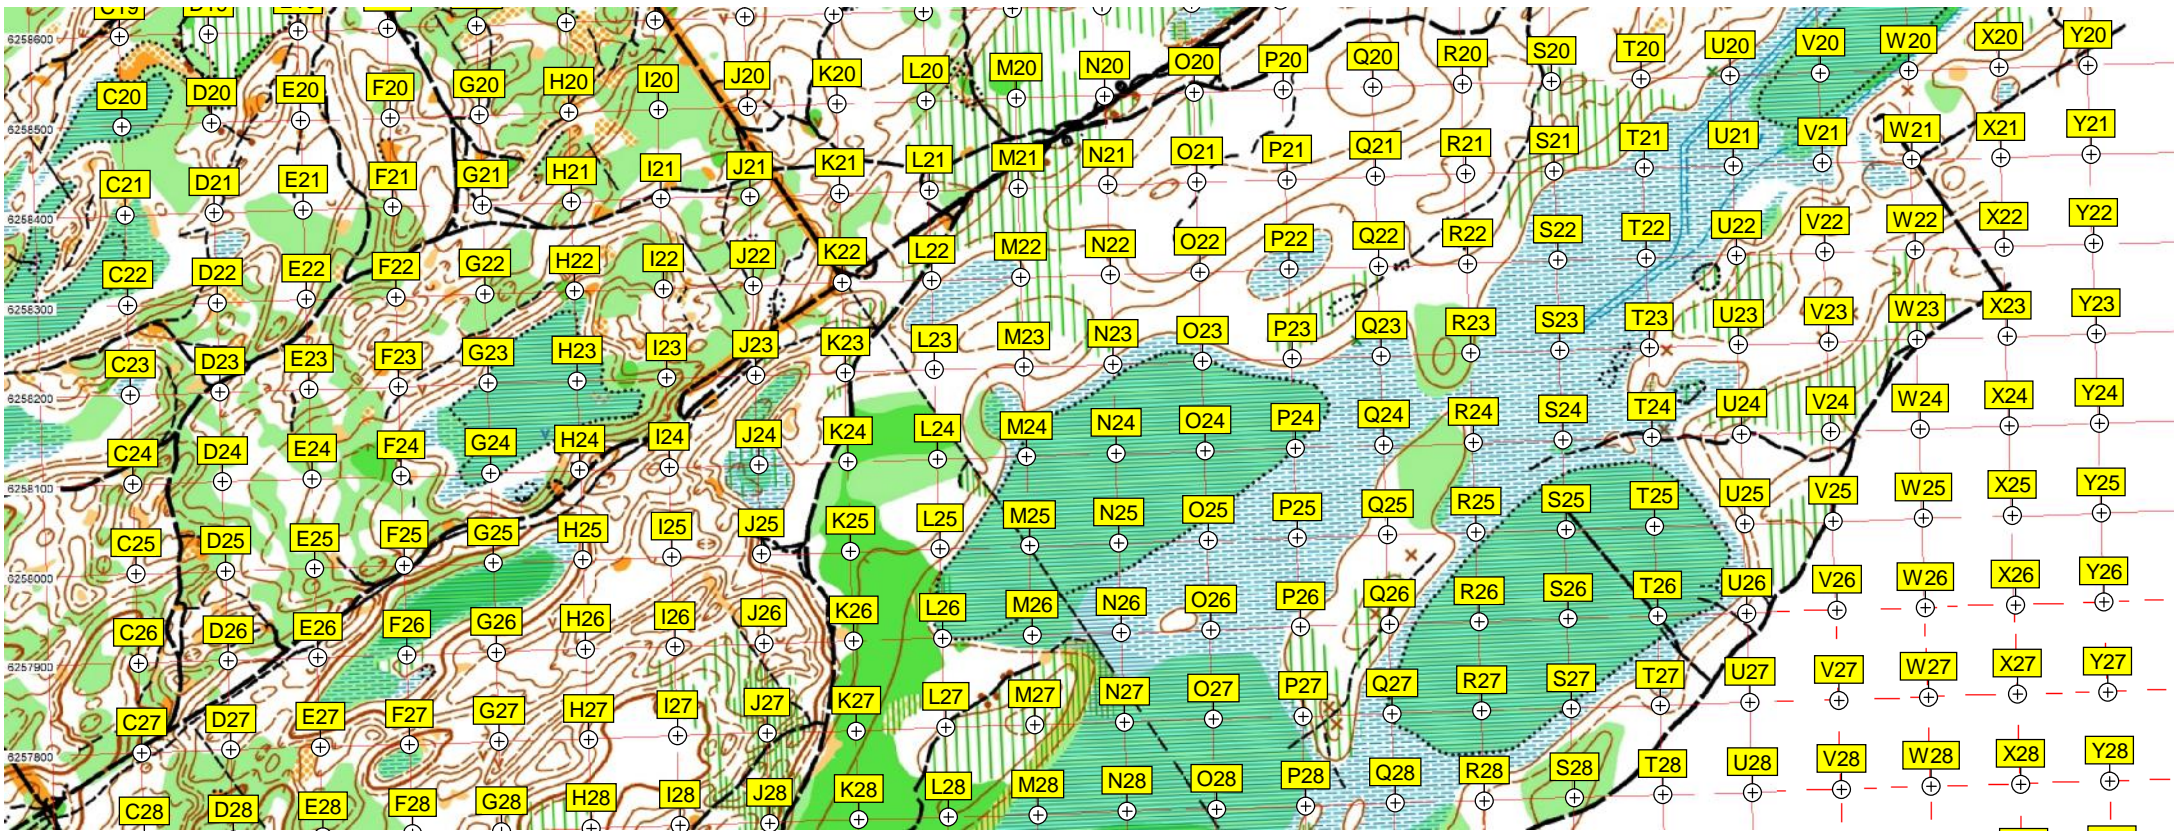 C19 D19 E19
6258600
C20 D20 E20 F20 G20 H20 I20 J20 K20 L20 M20 N20 O20 P20 Q20 R20 S20 T20 U20 V20 W20 X20 Y20
6258500
C21 D21 E21 F21 G21 H21 I21 J21 K21 L21 M21 N21 O21 P21 Q21 R21 S21 T21 U21 V21 W21 X21 Y21
6258400
C22 D22 E22 F22 G22 H22 I22 J22 K22 L22 M22 N22 O22 P22 Q22 R22 S22 T22 U22 V22 W22 X22 Y22
6258300
C23 D23 E23 F23 G23 H23 I23 J23 K23 L23 M23 N23 O23 P23 Q23 R23 S23 T23 U23 V23 W23 X23 Y23
6258200
C24 D24 E24 F24 G24 H24 I24 J24 K24 L24 M24 N24 O24 P24 Q24 R24 S24 T24 U24 V24 W24 X24 Y24
6258100
C25 D25 E25 F25 G25 H25 I25 J25 K25 L25 M25 N25 O25 P25 Q25 R25 S25 T25 U25 V25 W25 X25 Y25
6258000
C26 D26 E26 F26 G26 H26 I26 J26 K26 L26 M26 N26 O26 P26 Q26 R26 S26 T26 U26 V26 W26 X26 Y26
6257900
C27 D27 E27 F27 G27 H27 I27 J27 K27 L27 M27 N27 O27 P27 Q27 R27 S27 T27 U27 V27 W27 X27 Y27
6257800
C28 D28 E28 F28 G28 H28 I28 J28 K28 L28 M28 N28 O28 P28 Q28 R28 S28 T28 U28 V28 W28 X28 Y28